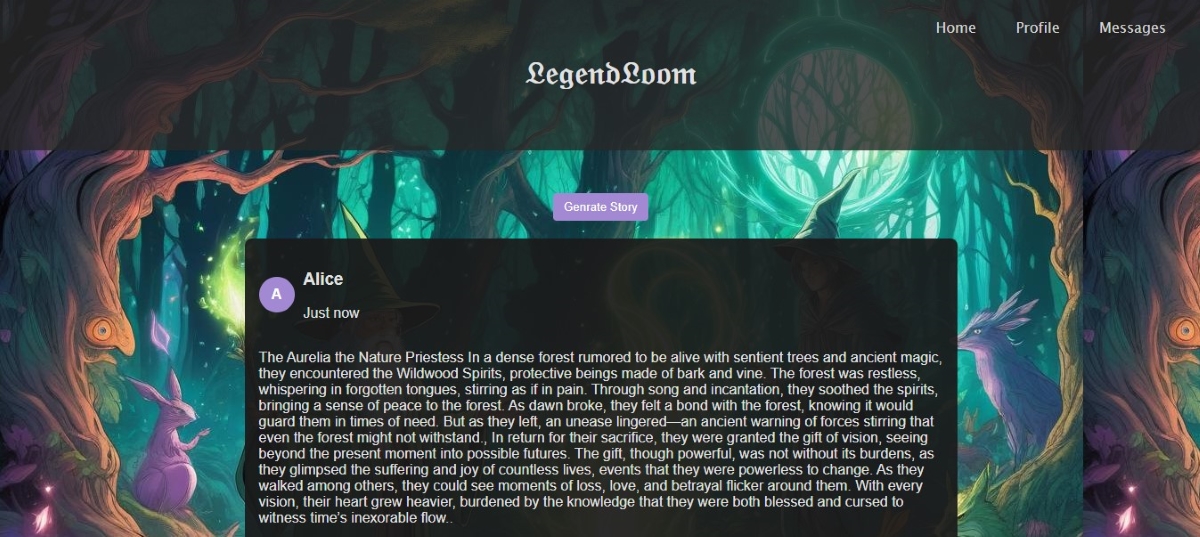 Home Profile Messages
LegendLoom
Genrate Story
Alice
A
Just now
The Aurelia the Nature Priestess In a dense forest rumored to be alive with sentient trees and ancient magic,
they encountered the Wildwood Spirits, protective beings made of bark and vine. The forest was restless,
whispering in forgotten tongues, stirring as if in pain. Through song and incantation, they soothed the spirits,
bringing a sense of peace to the forest. As dawn broke, they felt a bond with the forest, knowing it would
guard them in times of need. But as they left, an unease lingered—an ancient warning of forces stirring that
even the forest might not withstand., In return for their sacrifice, they were granted the gift of vision, seeing
beyond the present moment into possible futures. The gift, though powerful, was not without its burdens, as
they glimpsed the suffering and joy of countless lives, events that they were powerless to change. As they
walked among others, they could see moments of loss, love, and betrayal flicker around them. With every
vision, their heart grew heavier, burdened by the knowledge that they were both blessed and cursed to
witness time's inexorable flow..